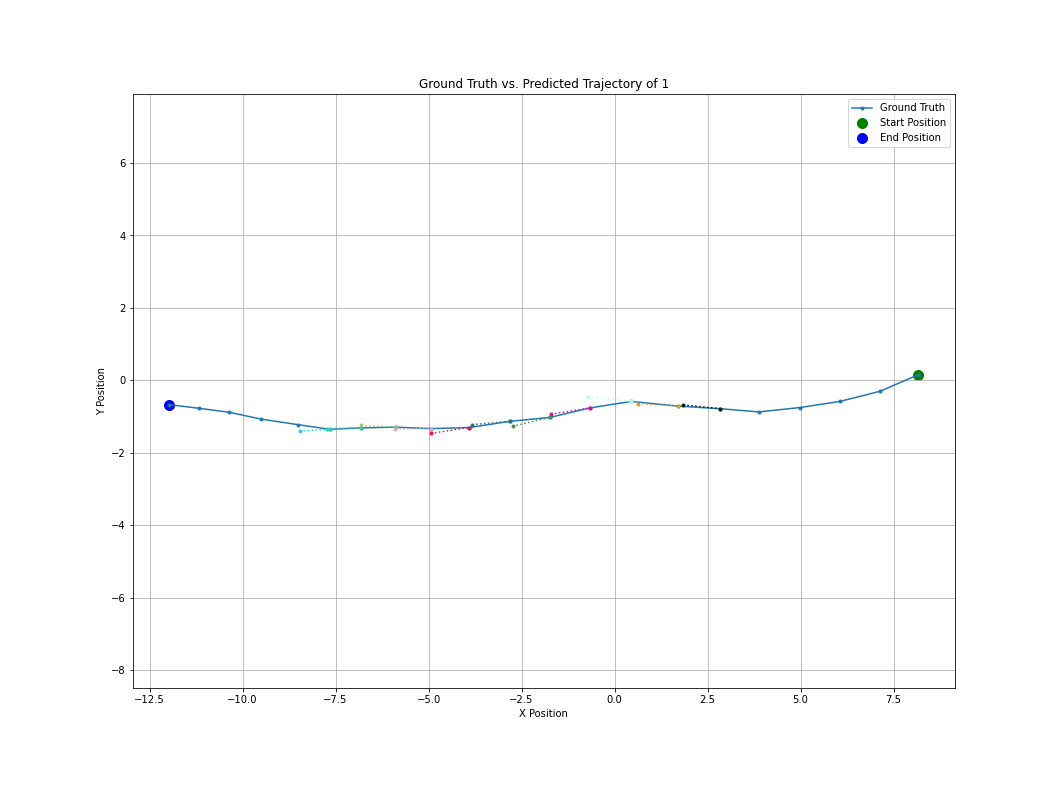 Ground Truth vs. Predicted Trajectory of 1
Ground Truth
Start Position
End Position
6
4
2
0
−2
−4
−6
−8
Y Position
−12.5 −10.0 −7.5 −5.0 −2.5 0.0 2.5 5.0 7.5
X Position